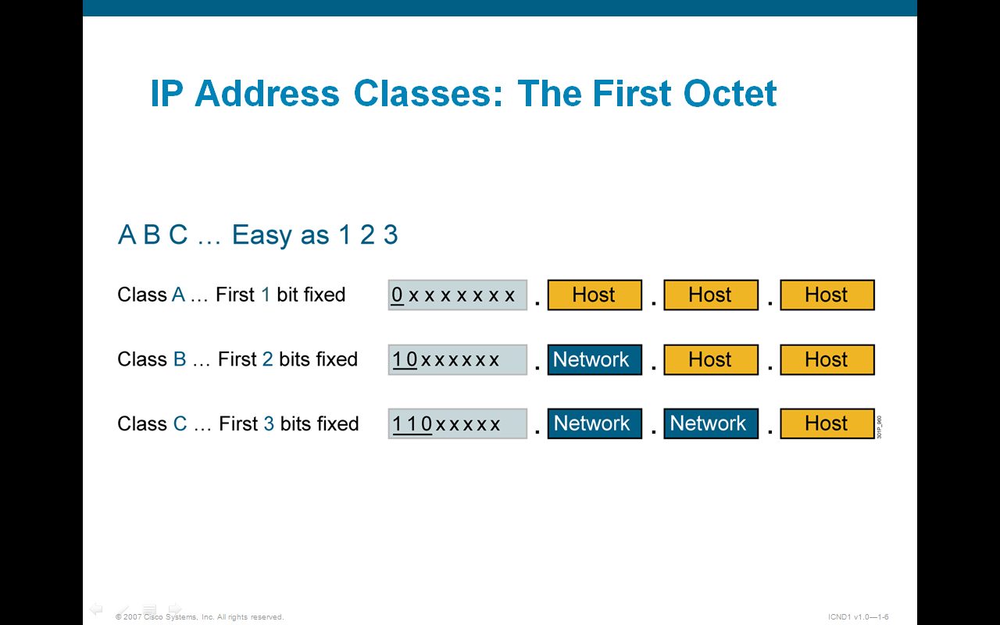 IP Address Classes: The First Octet
A B C … Easy as 1 2 3
Class A … First 1 bit fixed 0 x x x x x x x . Host . Host . Host
Class B … First 2 bits fixed 1 0 x x x x x x . Network . Host . Host
Class C … First 3 bits fixed 1 1 0 x x x x x . Network . Network . Host
301P_960
© 2007 Cisco Systems, Inc. All rights reserved. ICND1 v1.0—1-6